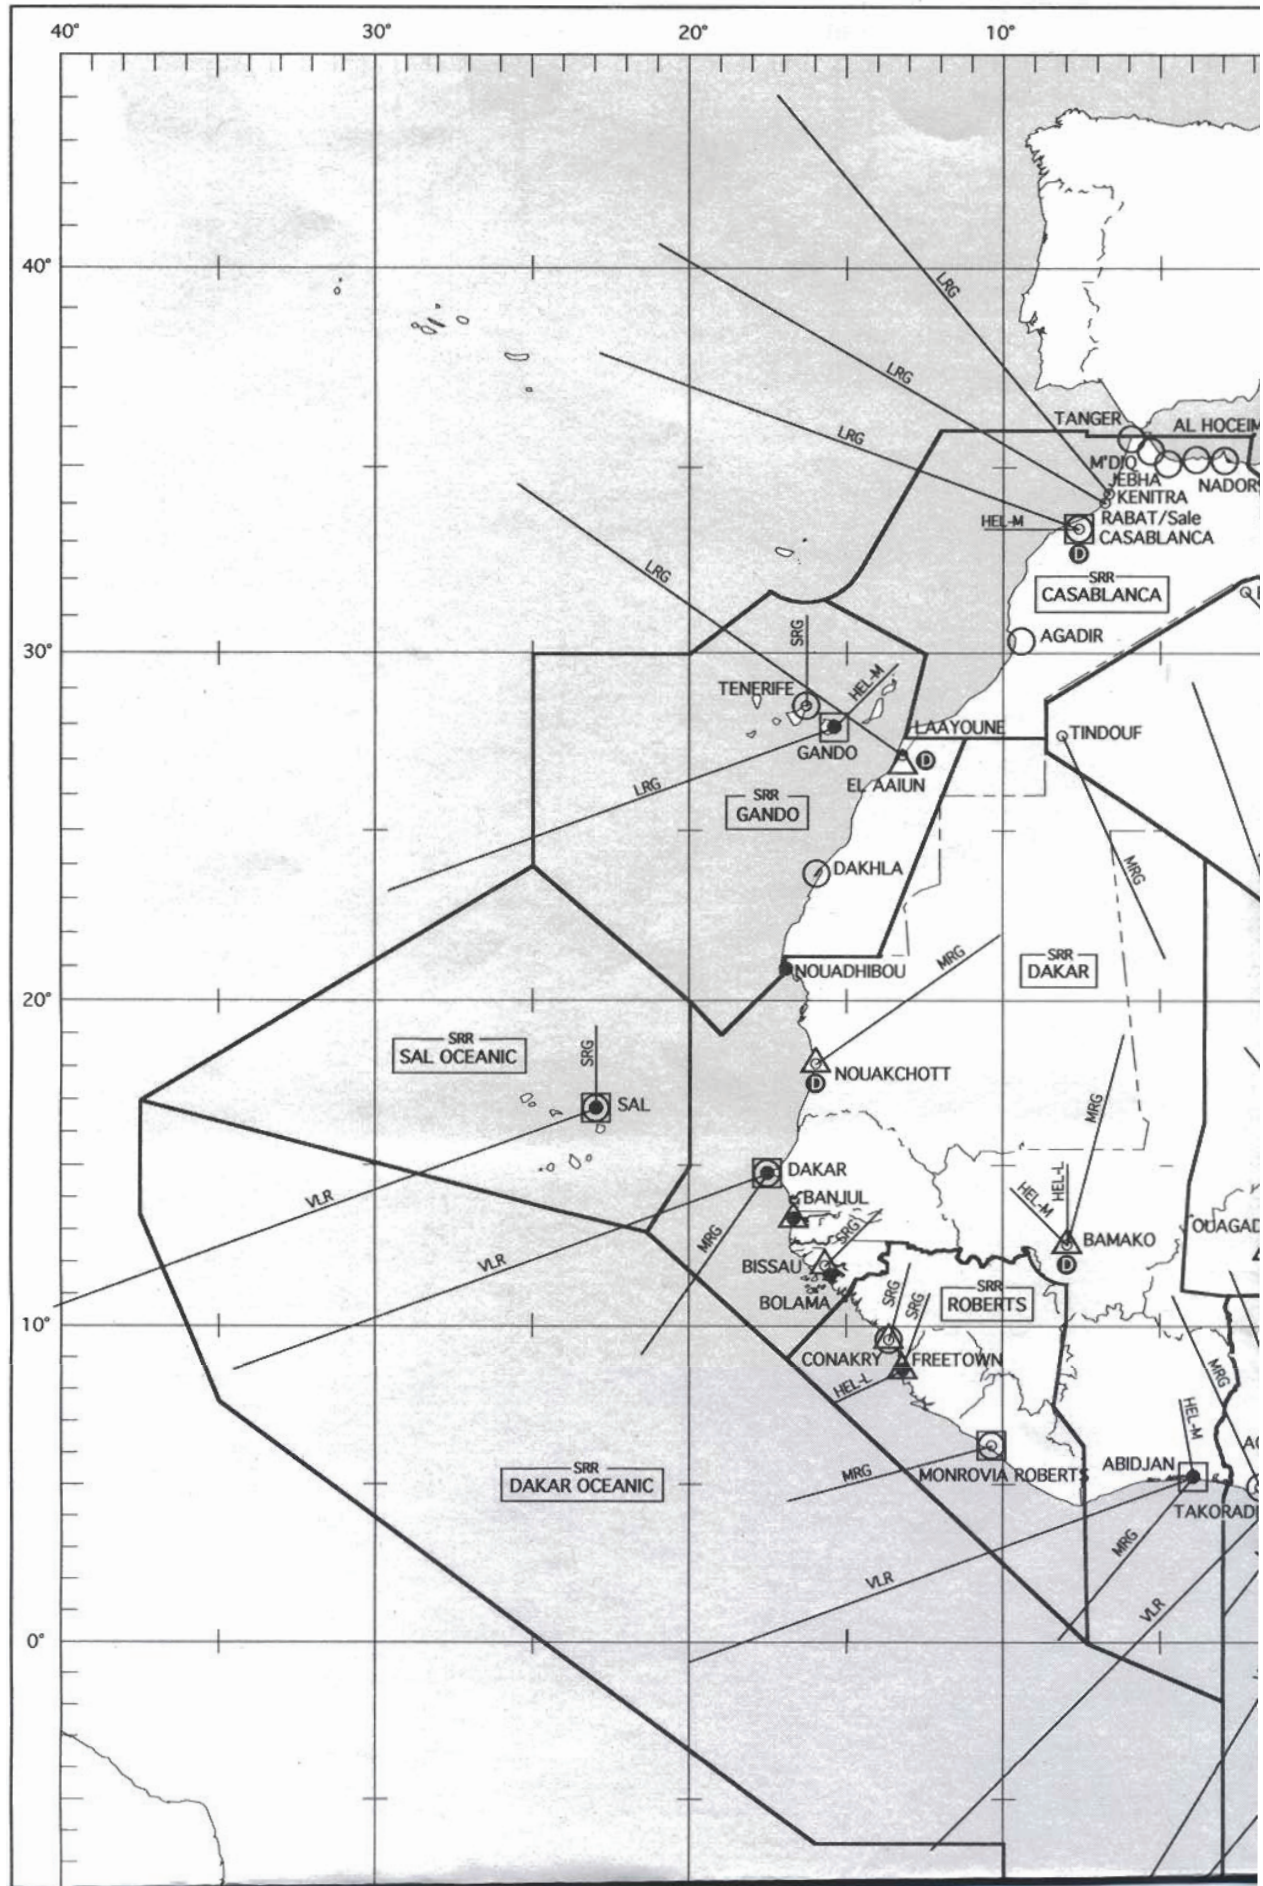 40° 30° 20° 10°
40°
LRG
LRG
LRG
TANGER
AL HOCEIM
M'DIQ
JEBHA
NADOR
KENITRA
RABAT/Sale
HEL-M
CASABLANCA
D
LRG
SRR
CASABLANCA
AGADIR
30°
SRG
HEL-M
TENERIFE
LAAYOUNE
TINDOUF
GANDO
D
EL AAIUN
LRG
SRR
GANDO
DAKHLA
MRG
MRG
NOUADHIBOU
SRR
DAKAR
20°
SRR
SAL OCEANIC
SRG
NOUAKCHOTT
D
SAL
MRG
DAKAR
VLR
BANJUL
HEL-L
HEL-M
MRG
SRG
OUAGAD
BAMAKO
VLR
BISSAU
D
BOLAMA
SRG
SRG
SRR
ROBERTS
10°
CONAKRY
FREETOWN
MRG
HEL-L
HEL-M
MONROVIA ROBERTS
ABIDJAN
SRR
DAKAR OCEANIC
MRG
TAKORADI
MRG
VLR
VLR
0°